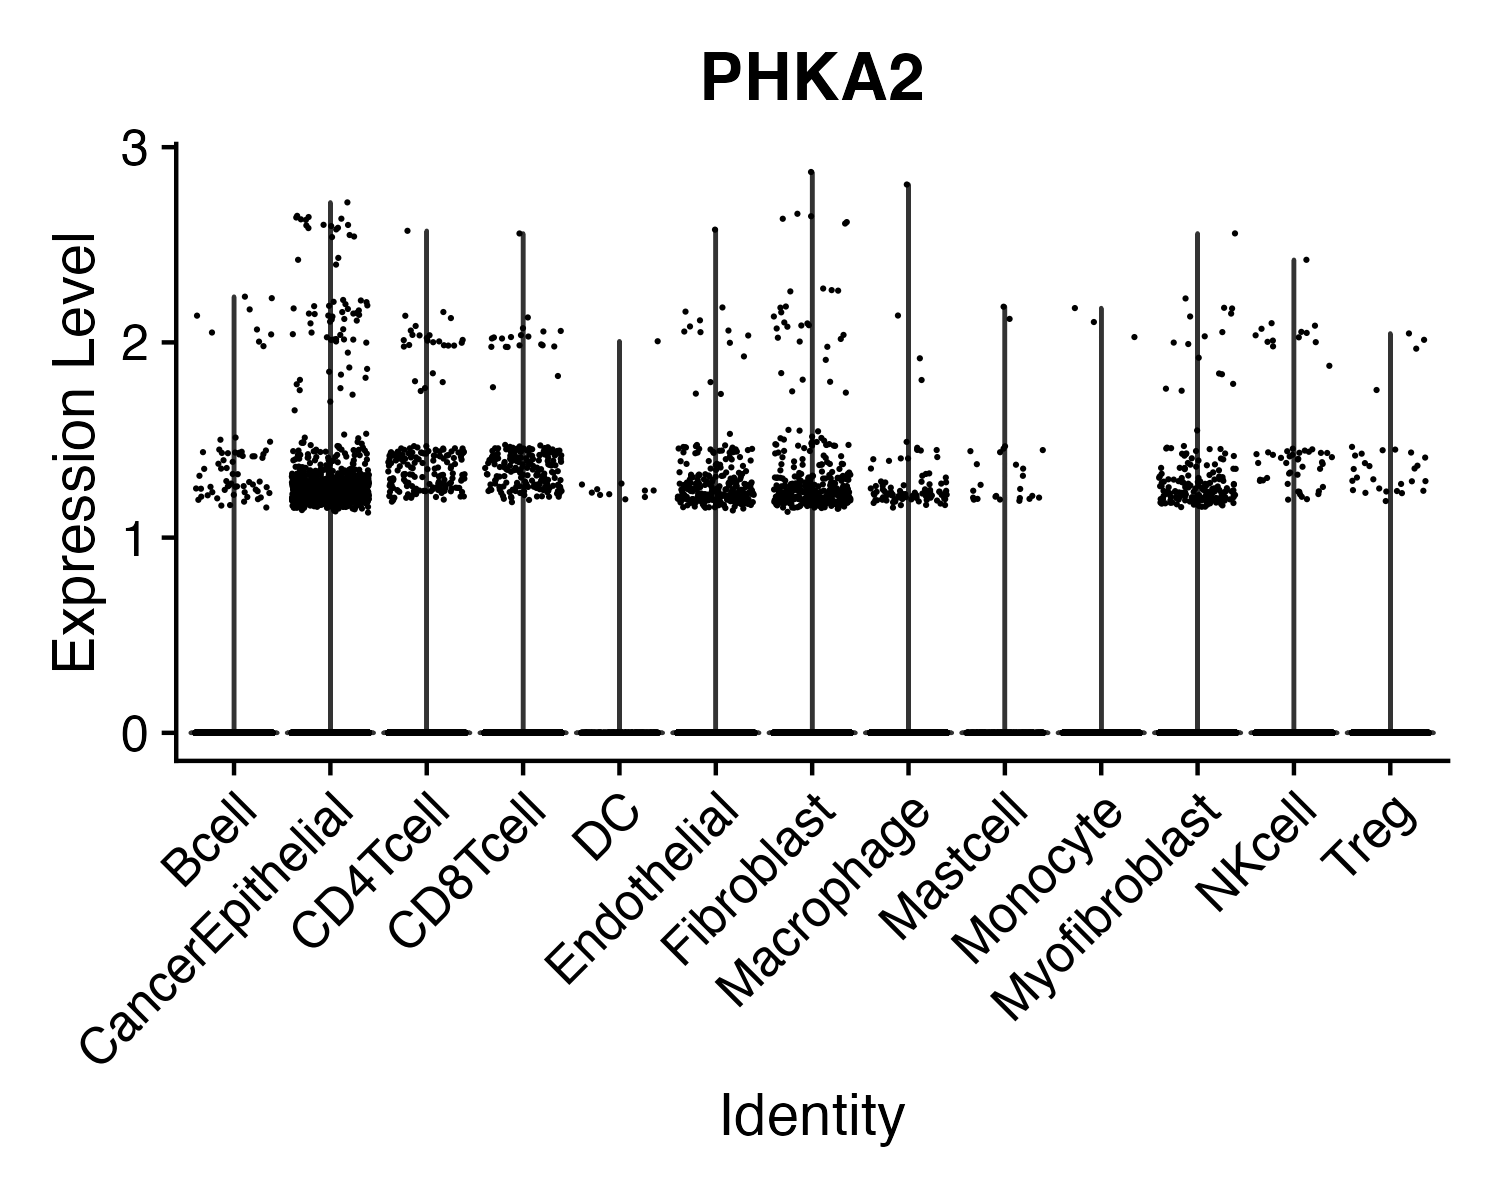 PHKA2
Expression Level
3
2
1
0
Bcell
CancerEpithelial
CD4Tcell
CD8Tcell
DC
Endothelial
Fibroblast
Macrophage
Mastcell
Monocyte
Myofibroblast
NKcell
Treg
Identity